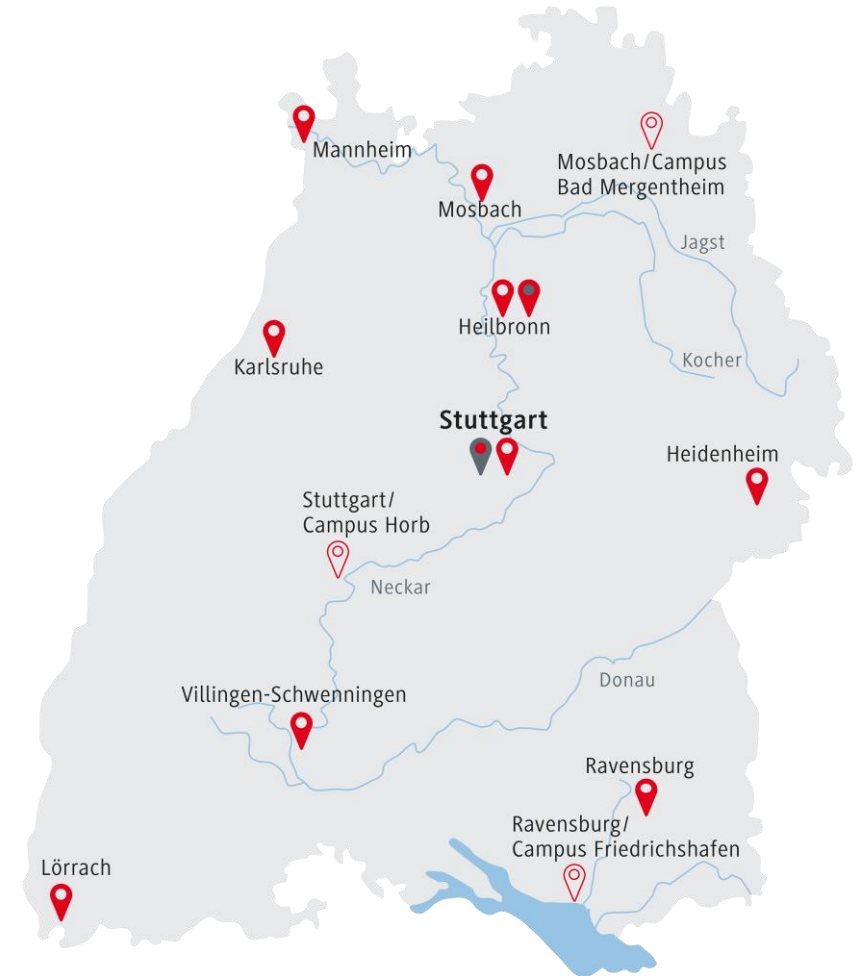 Mannheim
Mosbach/Campus
Bad Mergentheim
Mosbach
Jagst
Heilbronn
Karlsruhe
Kocher
Stuttgart
Heidenheim
Stuttgart/
Campus Horb
Neckar
Donau
Villingen-Schwenningen
Ravensburg
Ravensburg/
Campus Friedrichshafen
Lörrach